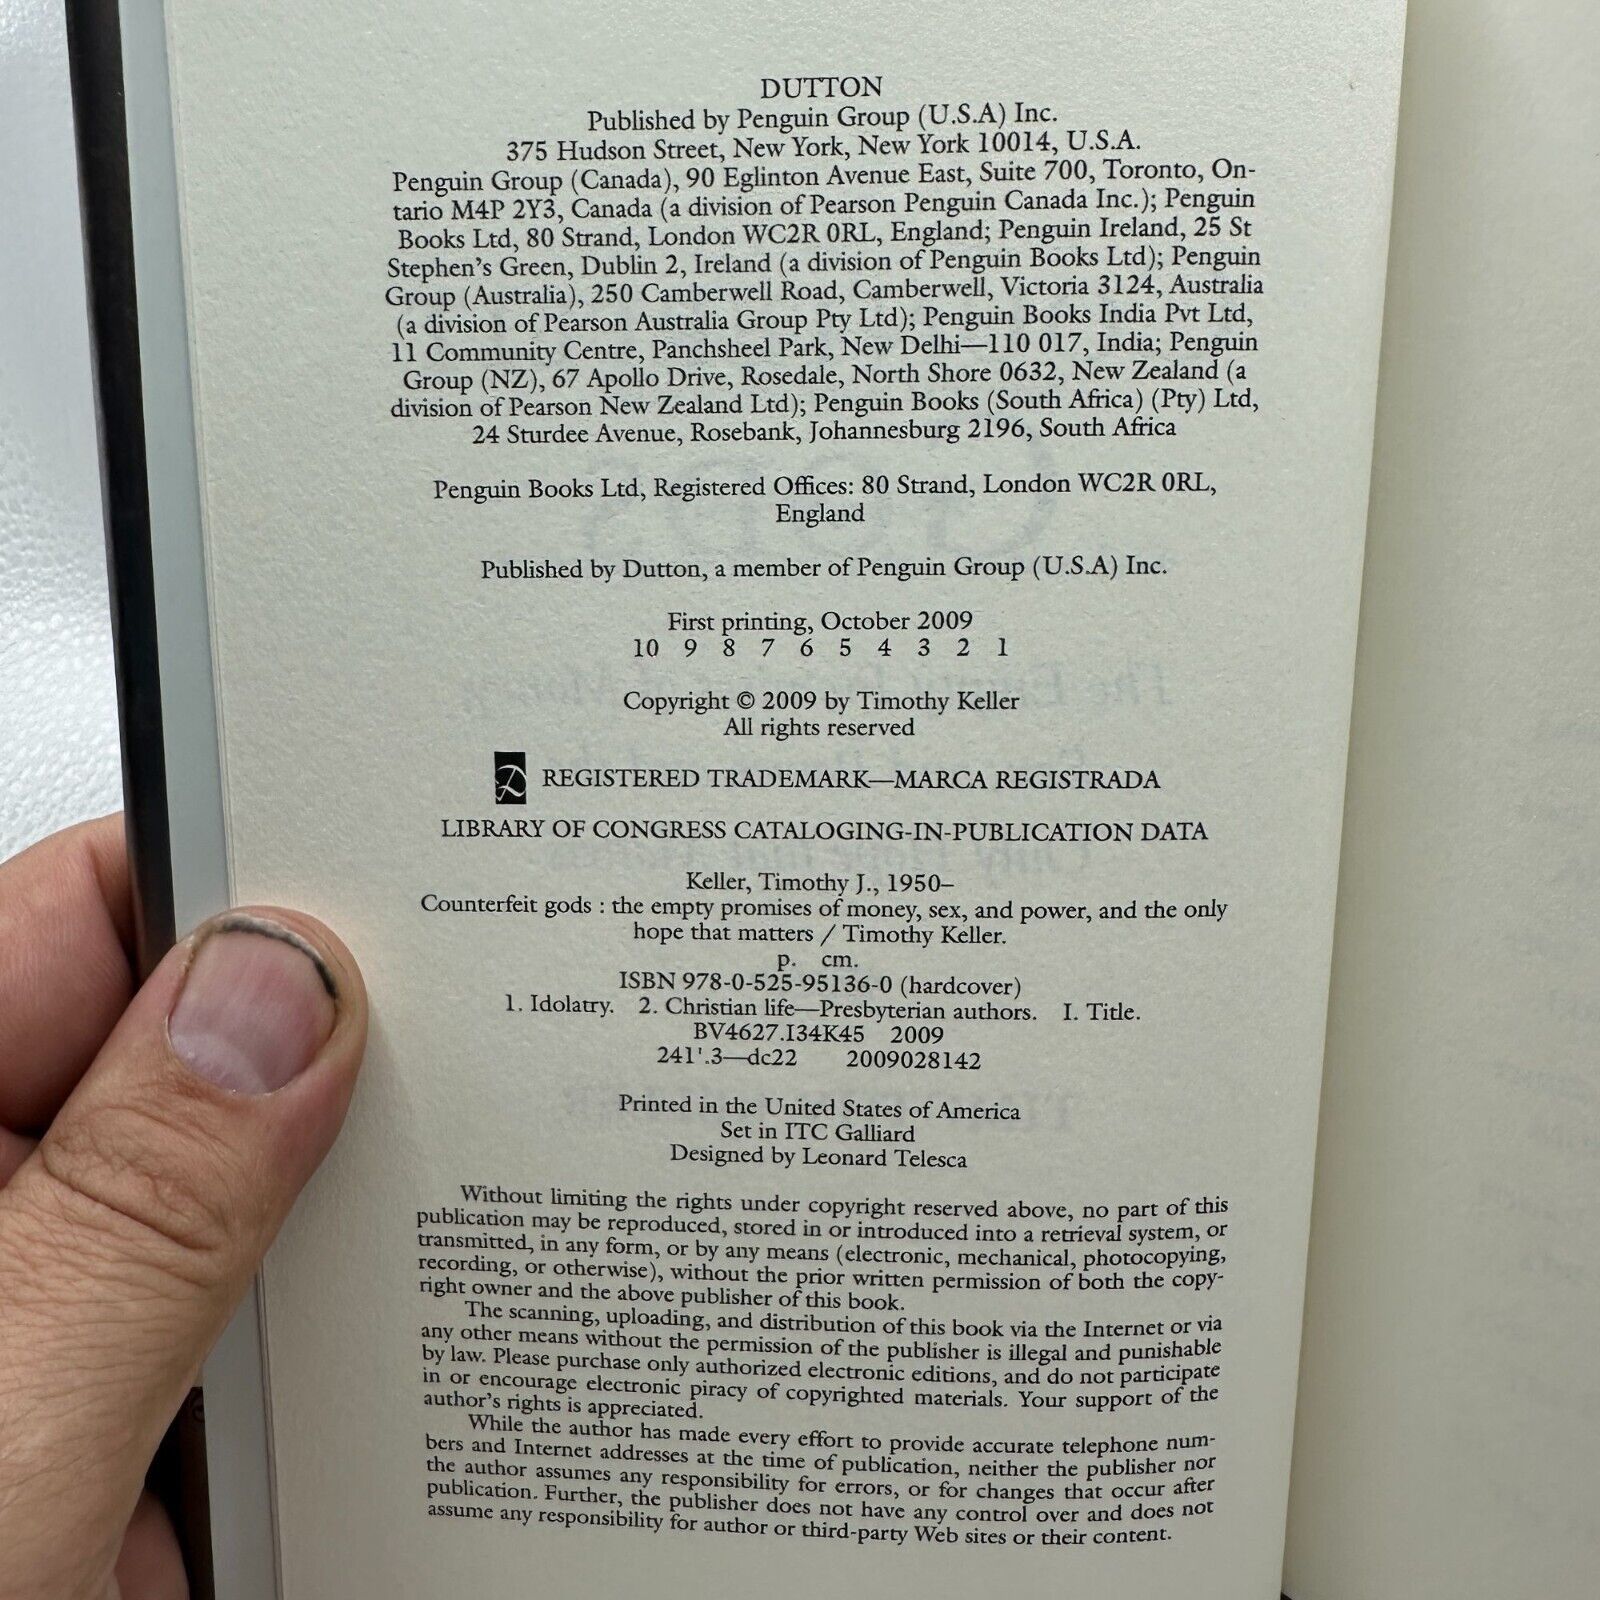 DUTTON
Published by Penguin Group (U.S.A) Inc.
375 Hudson Street, New York, New York 10014, U.S.A.
Penguin Group (Canada), 90 Eglinton Avenue East, Suite 700, Toronto, On-
tario M4P 2Y3, Canada (a division of Pearson Penguin Canada Inc.); Penguin
Books Ltd, 80 Strand, London WC2R 0RL, England; Penguin Ireland, 25 St
Stephen's Green, Dublin 2, Ireland (a division of Penguin Books Ltd); Penguin
Group (Australia), 250 Camberwell Road, Camberwell, Victoria 3124, Australia
(a division of Pearson Australia Group Pty Ltd); Penguin Books India Pvt Ltd,
11 Community Centre, Panchsheel Park, New Delhi—110 017, India; Penguin
Group (NZ), 67 Apollo Drive, Rosedale, North Shore 0632, New Zealand (a
division of Pearson New Zealand Ltd); Penguin Books (South Africa) (Pty) Ltd,
24 Sturdee Avenue, Rosebank, Johannesburg 2196, South Africa
Penguin Books Ltd, Registered Offices: 80 Strand, London WC2R 0RL,
England
Published by Dutton, a member of Penguin Group (U.S.A) Inc.
First printing, October 2009
10 9 8 7 6 5 4 3 2 1
Copyright © 2009 by Timothy Keller
All rights reserved
D REGISTERED TRADEMARK—MARCA REGISTRADA
LIBRARY OF CONGRESS CATALOGING-IN-PUBLICATION DATA
Keller, Timothy J., 1950–
Counterfeit gods : the empty promises of money, sex, and power, and the only
hope that matters / Timothy Keller.
p. cm.
ISBN 978-0-525-95136-0 (hardcover)
1. Idolatry. 2. Christian life—Presbyterian authors. I. Title.
BV4627.I34K45 2009
241'.3—dc22 2009028142
Printed in the United States of America
Set in ITC Galliard
Designed by Leonard Telesca
Without limiting the rights under copyright reserved above, no part of this
publication may be reproduced, stored in or introduced into a retrieval system, or
transmitted, in any form, or by any means (electronic, mechanical, photocopying,
recording, or otherwise), without the prior written permission of both the copy-
right owner and the above publisher of this book.
The scanning, uploading, and distribution of this book via the Internet or via
any other means without the permission of the publisher is illegal and punishable
by law. Please purchase only authorized electronic editions, and do not participate
in or encourage electronic piracy of copyrighted materials. Your support of the
author's rights is appreciated.
While the author has made every effort to provide accurate telephone num-
bers and Internet addresses at the time of publication, neither the publisher nor
the author assumes any responsibility for errors, or for changes that occur after
publication. Further, the publisher does not have any control over and does not
assume any responsibility for author or third-party Web sites or their content.